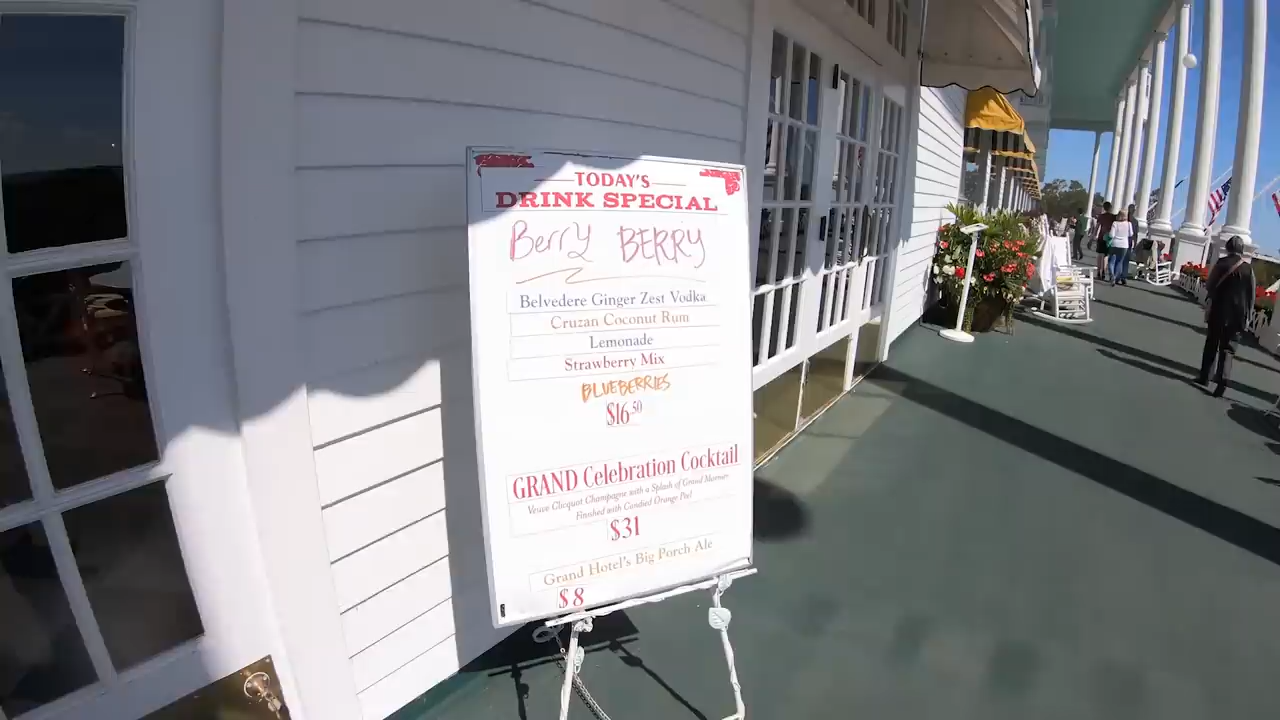 TODAY'S
DRINK SPECIAL
Berry BERRY
Belvedere Ginger Zest Vodka
Cruzan Coconut Rum
Lemonade
Strawberry Mix
BLUEBERRIES
$16.50
GRAND Celebration Cocktail
Veuve Clicquot Champagne with a Splash of Grand Marnier
Finished with Candied Orange Peel
$31
Grand Hotel's Big Porch Ale
$8